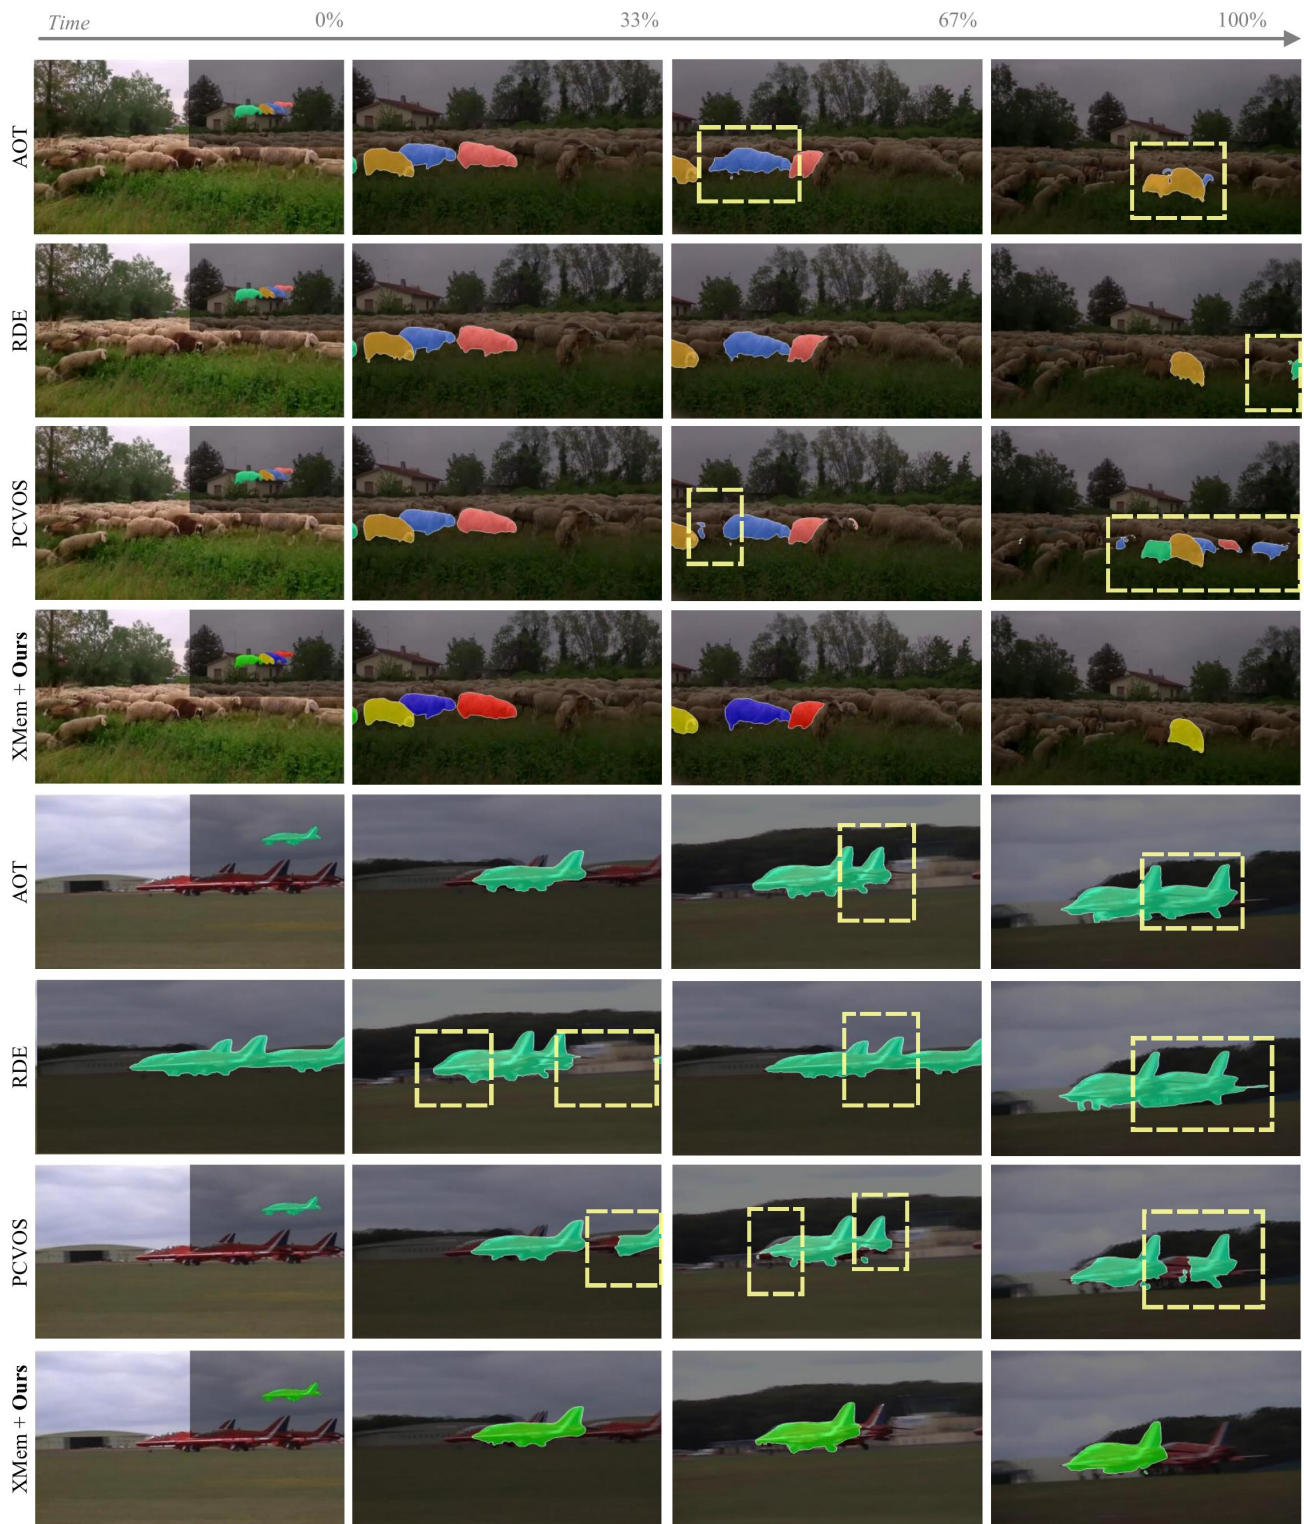 Time 0% 33% 67% 100%
AOT
RDE
PCVOS
XMem + Ours
AOT
RDE
PCVOS
XMem + Ours